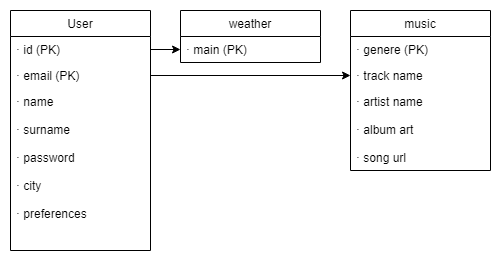 User
· id (PK)
· email (PK)
· name
· surname
· password
· city
· preferences
weather
· main (PK)
music
· genere (PK)
· track name
· artist name
· album art
· song url